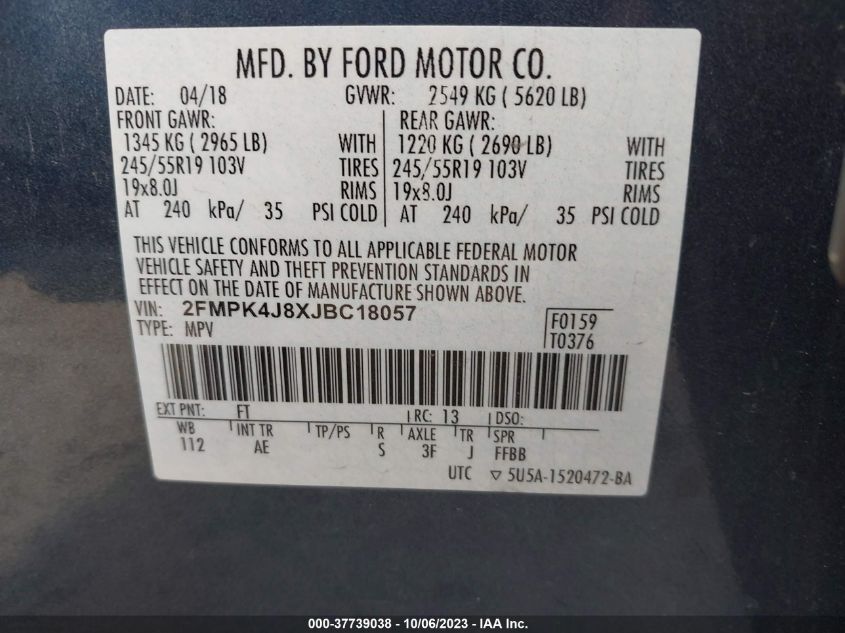 MFD. BY FORD MOTOR CO.
DATE: 04/18 GVWR: 2549 KG ( 5620 LB)
FRONT GAWR: REAR GAWR:
1345 KG ( 2965 LB) WITH 1220 KG ( 2690 LB) WITH
245/55R19 103V TIRES 245/55R19 103V TIRES
19x8.0J RIMS 19x8.0J RIMS
AT 240 kPa/ 35 PSI COLD AT 240 kPa/ 35 PSI COLD
THIS VEHICLE CONFORMS TO ALL APPLICABLE FEDERAL MOTOR
VEHICLE SAFETY AND THEFT PREVENTION STANDARDS IN
EFFECT ON THE DATE OF MANUFACTURE SHOWN ABOVE.
VIN: 2FMPK4J8XJBC18057 F0159
TYPE: MPV T0376
EXT PNT: FT RC: 13 DSO:
WB INT TR TP/PS R AXLE TR SPR
112 AE S 3F J FFBB
UTC ▽ 5U5A-1520472-BA
000-37739038 - 10/06/2023 - IAA Inc.